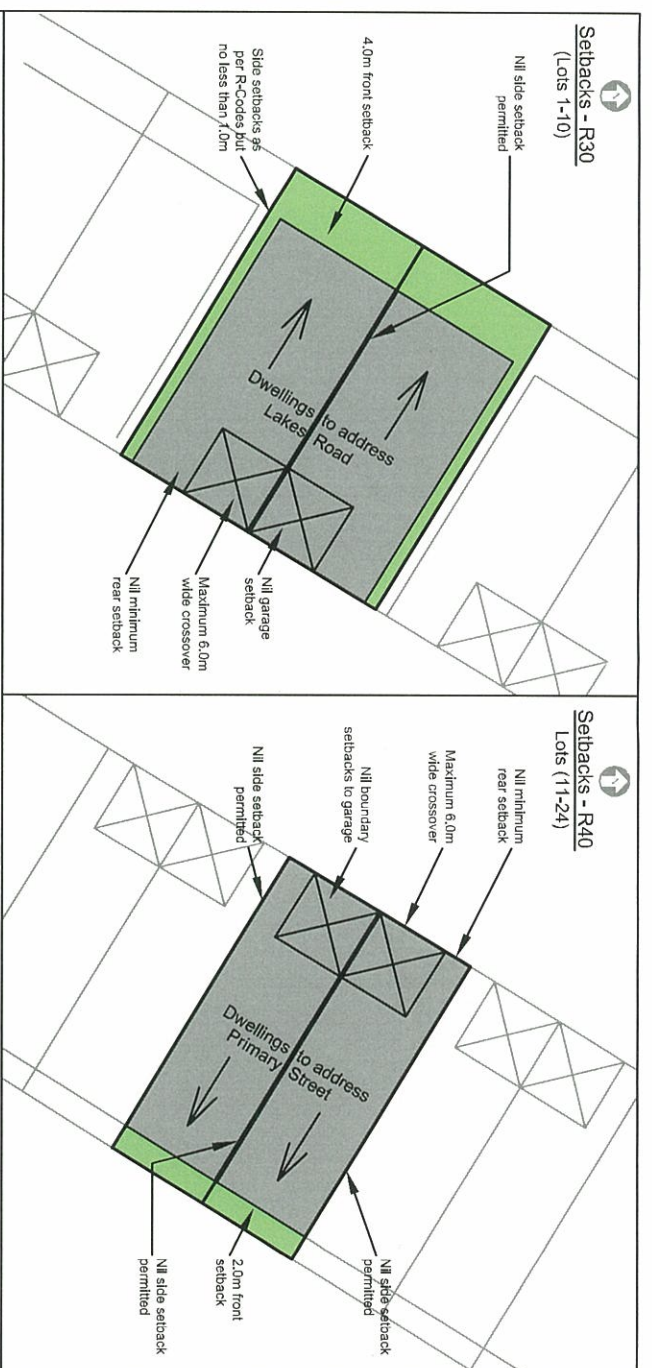 Setbacks - R30
(Lots 1-10)
Nil side setback
permitted
4.0m front setback
Side setbacks as
per R-Codes but
no less than 1.0m
Dwellings to address
Lakes Road
Nil garage
setback
Maximum 6.0m
wide crossover
Nil minimum
rear setback
Setbacks - R40
Lots (11-24)
Nil minimum
rear setback
Maximum 6.0m
wide crossover
Nil boundary
setbacks to garage
Nil side setback
permitted
Dwellings to address
Primary Street
Nil side setback
permitted
2.0m front
setback
Nil side setback
permitted